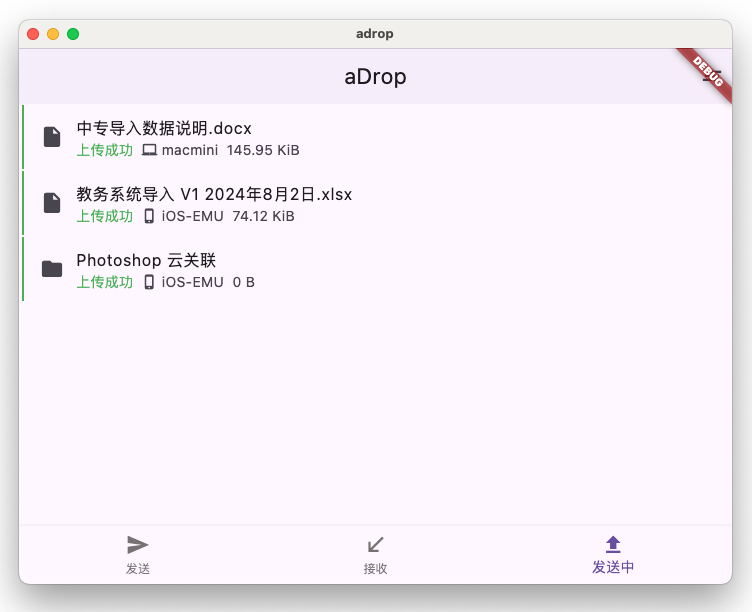 adrop
aDrop
DEBUG
中专导入数据说明.docx
上传成功 macmini 145.95 KiB
教务系统导入 V1 2024年8月2日.xlsx
上传成功 iOS-EMU 74.12 KiB
Photoshop 云关联
上传成功 iOS-EMU 0 B
发送
接收
发送中